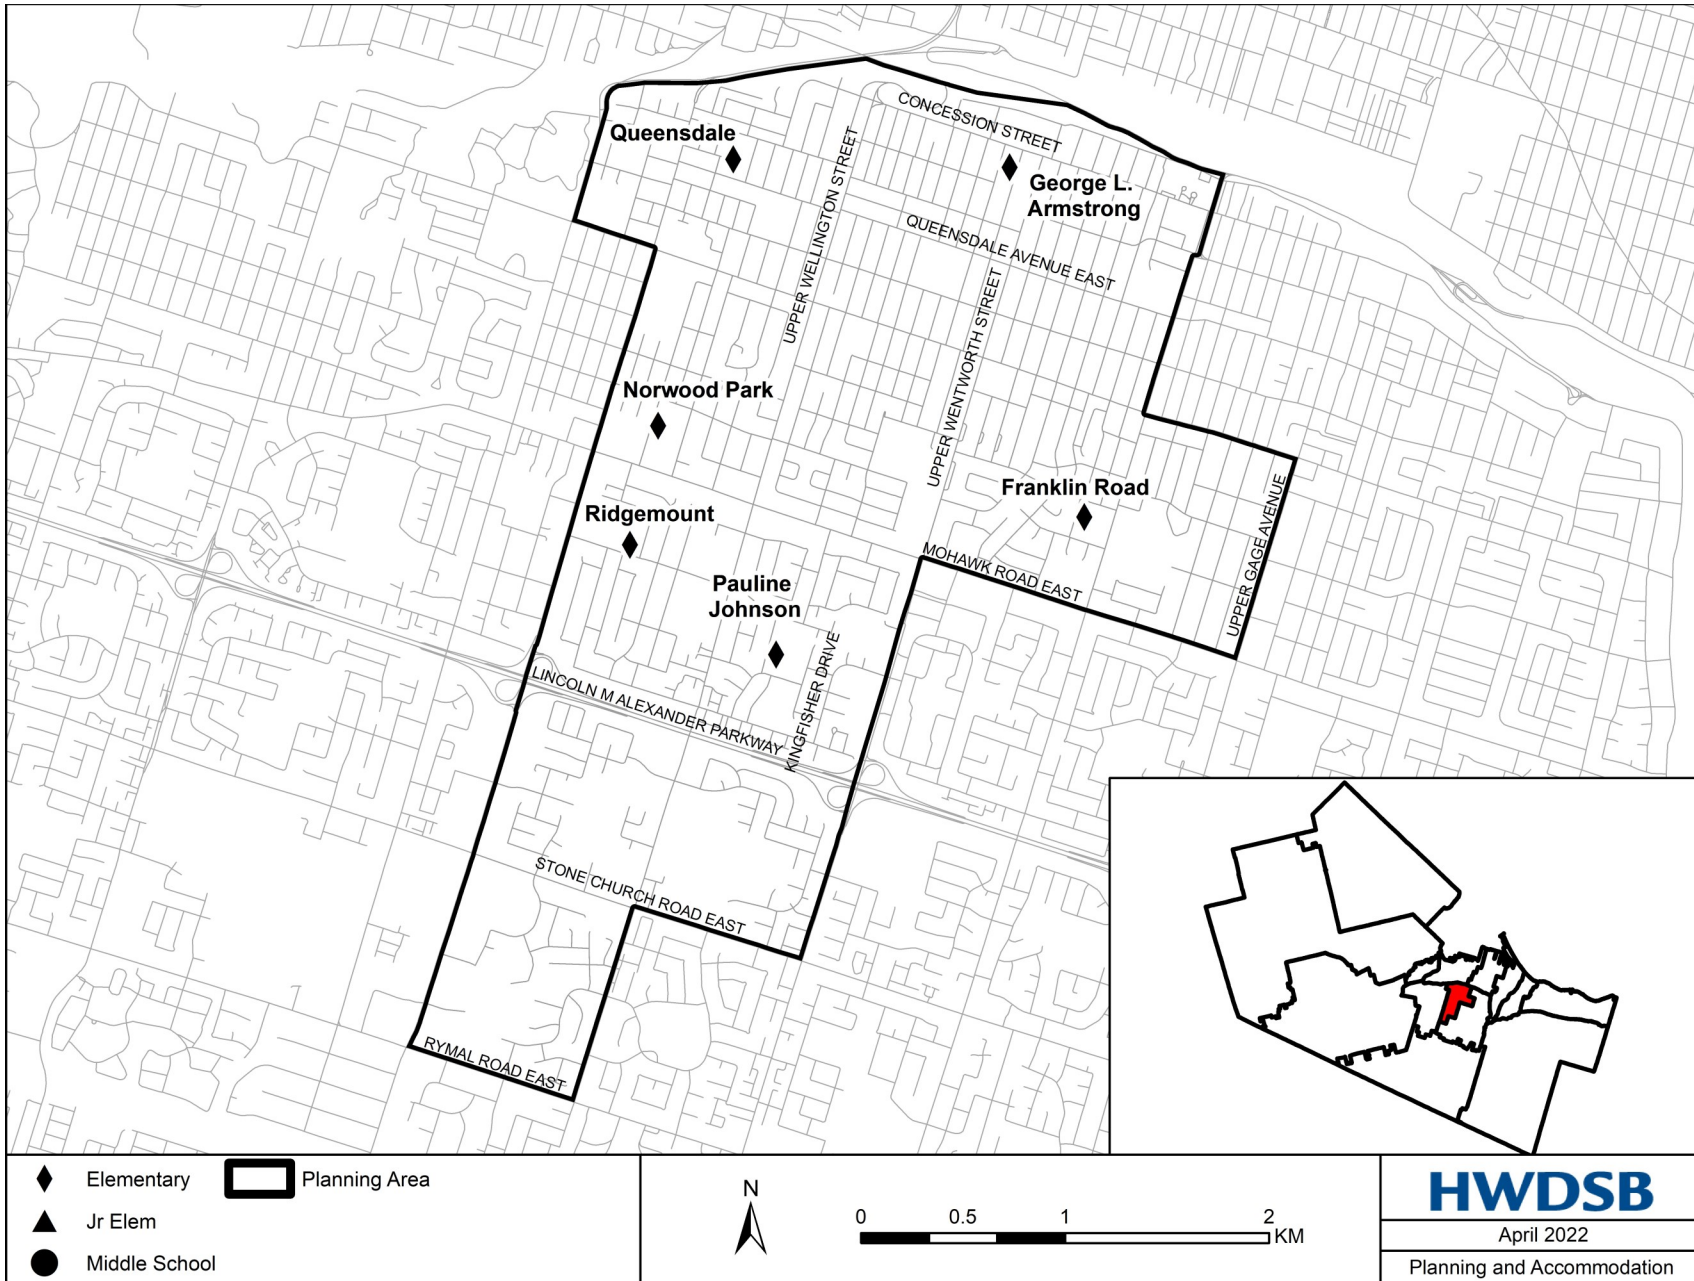 CONCESSION STREET
Queensdale
George L.
Armstrong
UPPER WELLINGTON STREET
QUEENSDALE AVENUE EAST
UPPER WENTWORTH STREET
Norwood Park
Franklin Road
Ridgemount
UPPER GAGE AVENUE
MOHAWK ROAD EAST
Pauline
Johnson
KINGFISHER DRIVE
LINCOLN M ALEXANDER PARKWAY
STONE CHURCH ROAD EAST
RYMAL ROAD EAST
Elementary
Planning Area
Jr Elem
Middle School
N
0 0.5 1 2
KM
HWDSB
April 2022
Planning and Accommodation